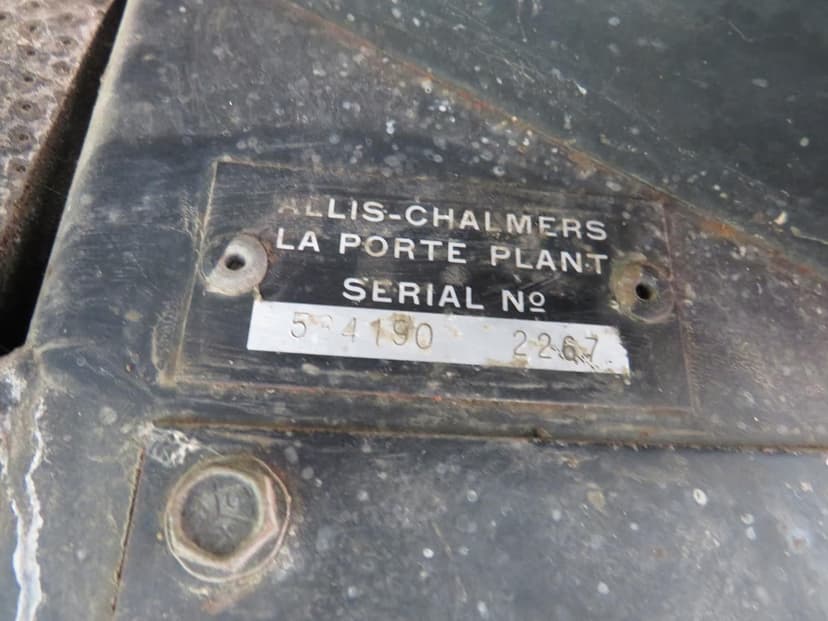 ALLIS-CHALMERS
LA PORTE PLANT
SERIAL Nº
2267